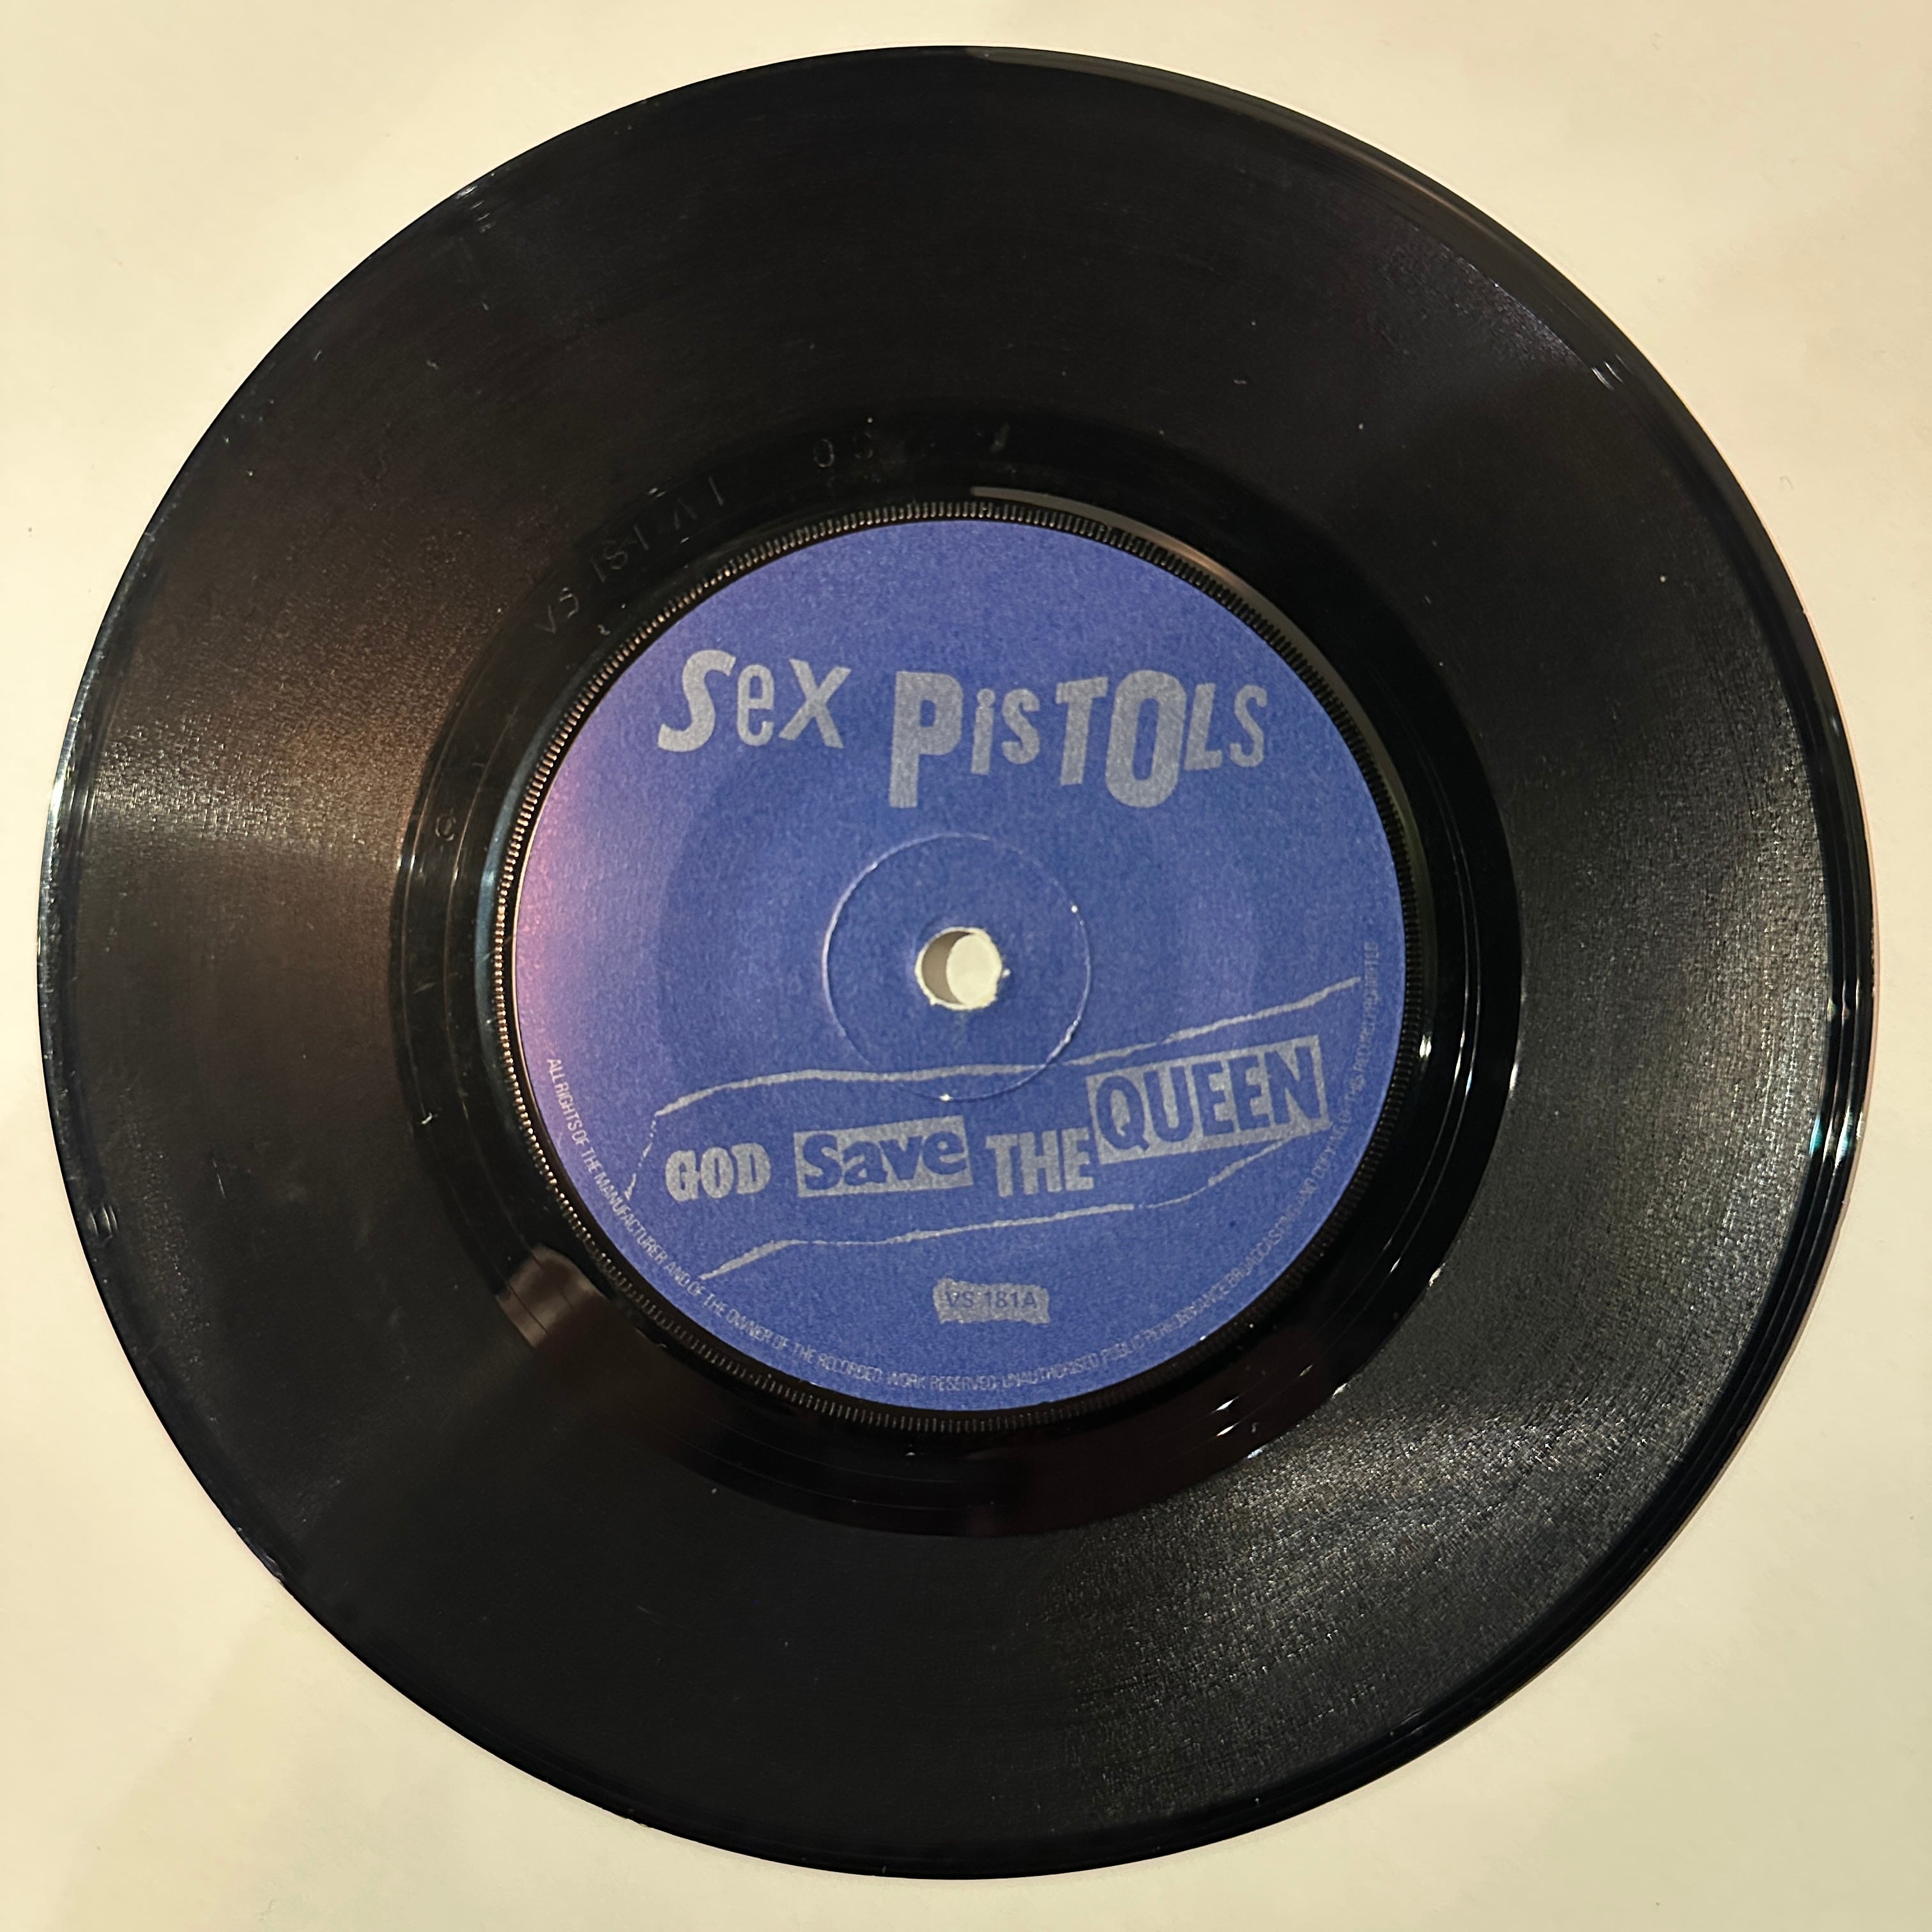 Sex PisTOLS
GOD Save THE QUEEN
VS 181A
ALL RIGHTS OF THE MANUFACTURER AND OF THE OWNER OF THE RECORDED WORK RESERVED UNAUTHORISED PUBLIC PERFORMANCE BROADCASTING AND COPYING OF THIS RECORD PROHIBITED
VS 181 A1